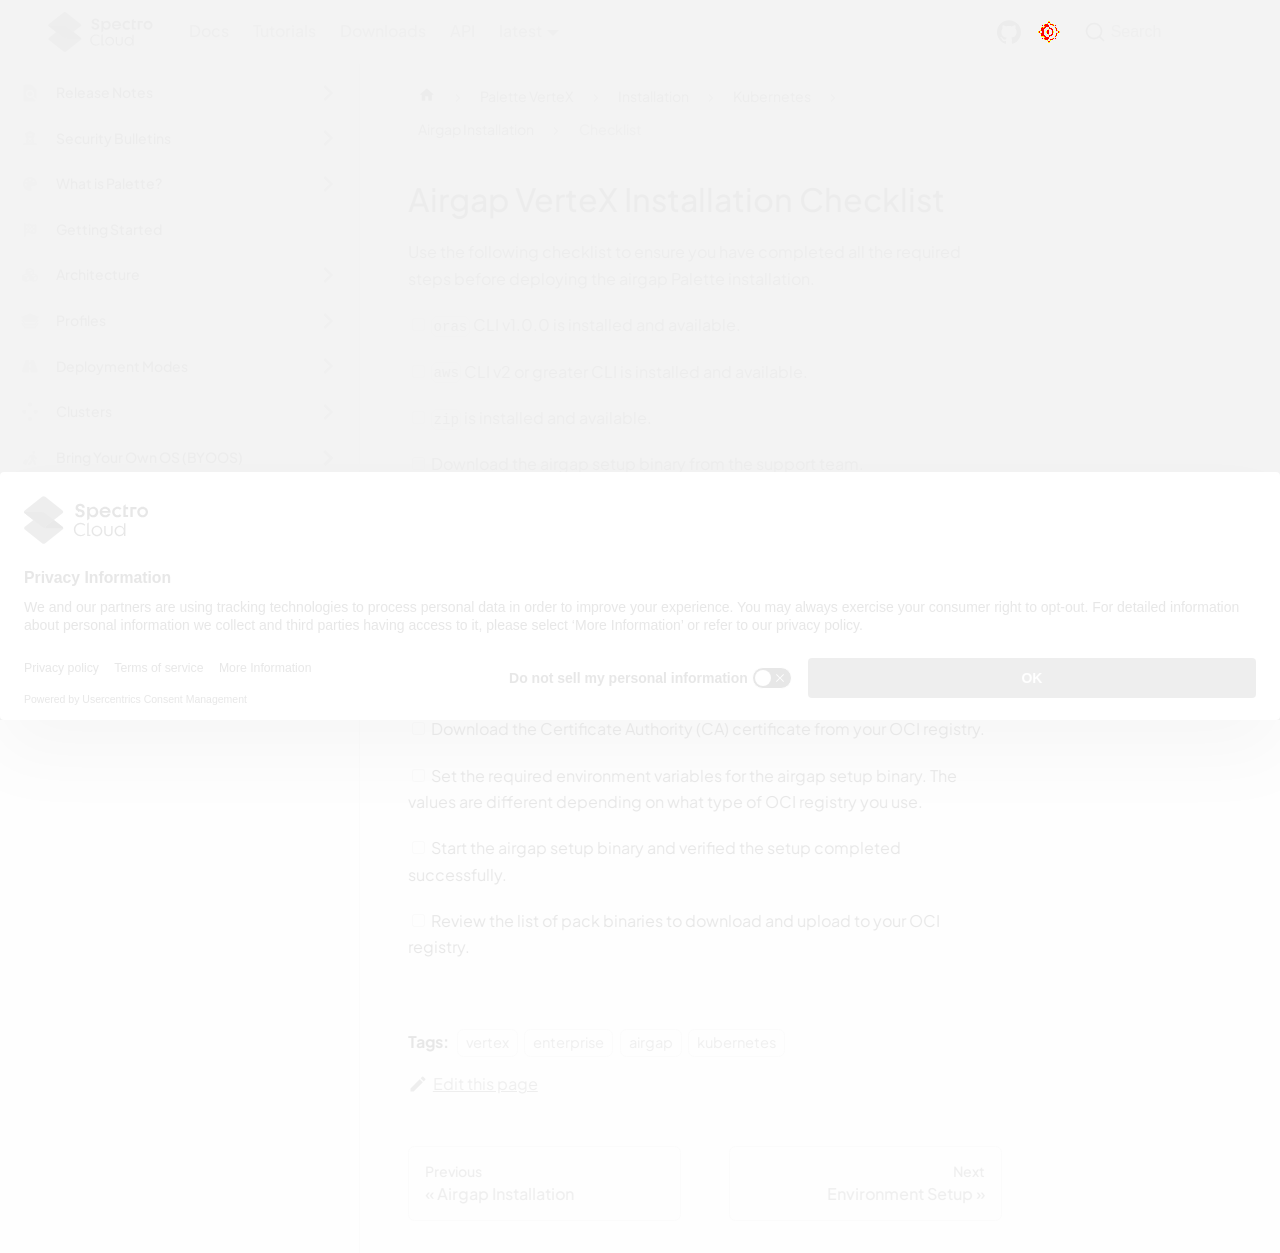 Spectro Cloud
Docs Tutorials Downloads API latest
Search
Release Notes
Security Bulletins
What is Palette?
Getting Started
Architecture
Profiles
Deployment Modes
Clusters
Bring Your Own OS (BYOOS)
Palette VerteX Installation Kubernetes
Airgap Installation Checklist
Airgap VerteX Installation Checklist
Use the following checklist to ensure you have completed all the required
steps before deploying the airgap Palette installation.
oras CLI v1.0.0 is installed and available.
aws CLI v2 or greater CLI is installed and available.
zip is installed and available.
Download the airgap setup binary from the support team.
Spectro
Cloud
Privacy Information
We and our partners are using tracking technologies to process personal data in order to improve your experience. You may always exercise your consumer right to opt-out. For detailed information
about personal information we collect and third parties having access to it, please select 'More Information' or refer to our privacy policy.
Privacy policy Terms of service More Information
Do not sell my personal information
OK
Powered by Usercentrics Consent Management
Download the Certificate Authority (CA) certificate from your OCI registry.
Set the required environment variables for the airgap setup binary. The
values are different depending on what type of OCI registry you use.
Start the airgap setup binary and verified the setup completed
successfully.
Review the list of pack binaries to download and upload to your OCI
registry.
Tags: vertex enterprise airgap kubernetes
Edit this page
Previous
« Airgap Installation
Next
Environment Setup »